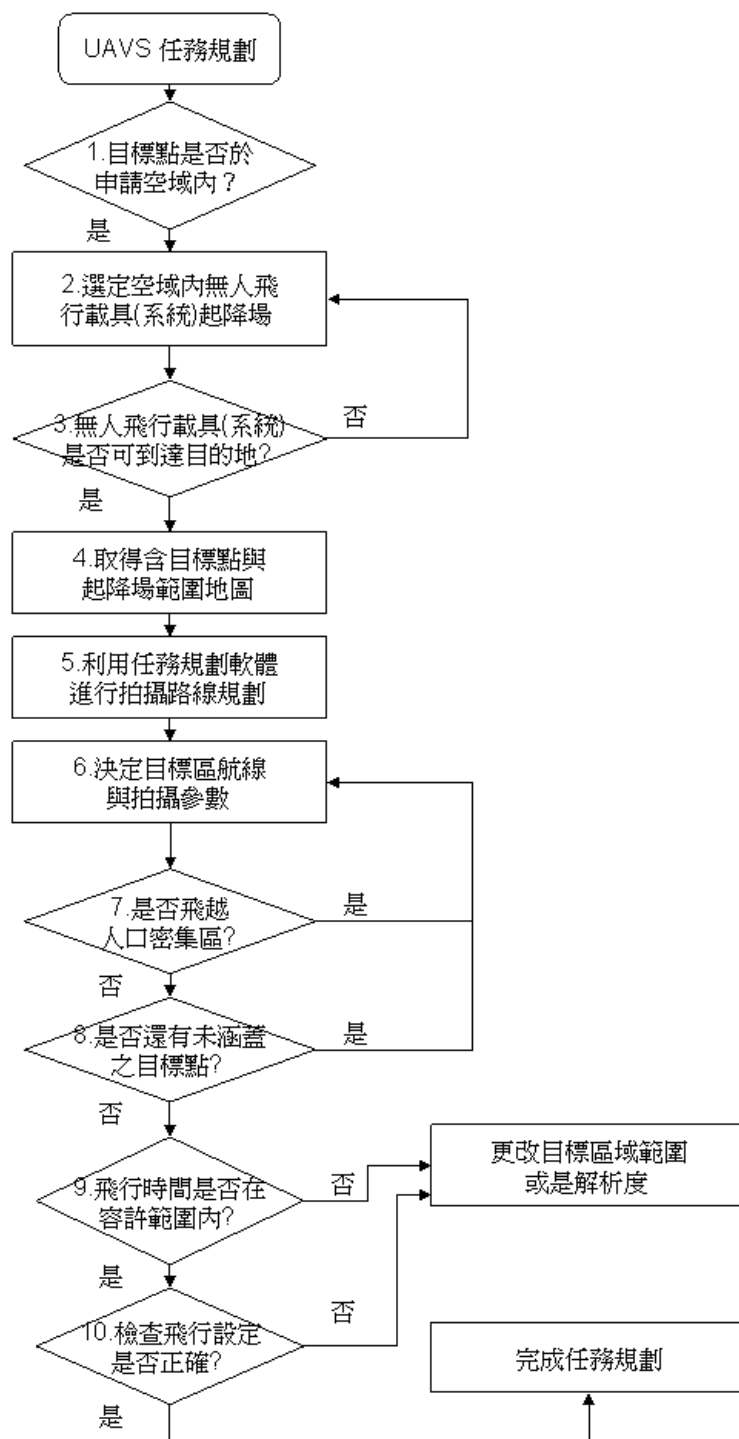 UAVS 任務規劃
1.目標點是否於
申請空域內？
是
2.選定空域內無人飛
行載具(系統)起降場
3.無人飛行載具(系統)
是否可到達目的地?
否
是
4.取得含目標點與
起降場範圍地圖
5.利用任務規劃軟體
進行拍攝路線規劃
6.決定目標區航線
與拍攝參數
7.是否飛越
人口密集區?
是
否
8.是否還有未涵蓋
之目標點?
是
否
更改目標區域範圍
或是解析度
9.飛行時間是否在
容許範圍內?
否
是
10.檢查飛行設定
是否正確?
否
完成任務規劃
是